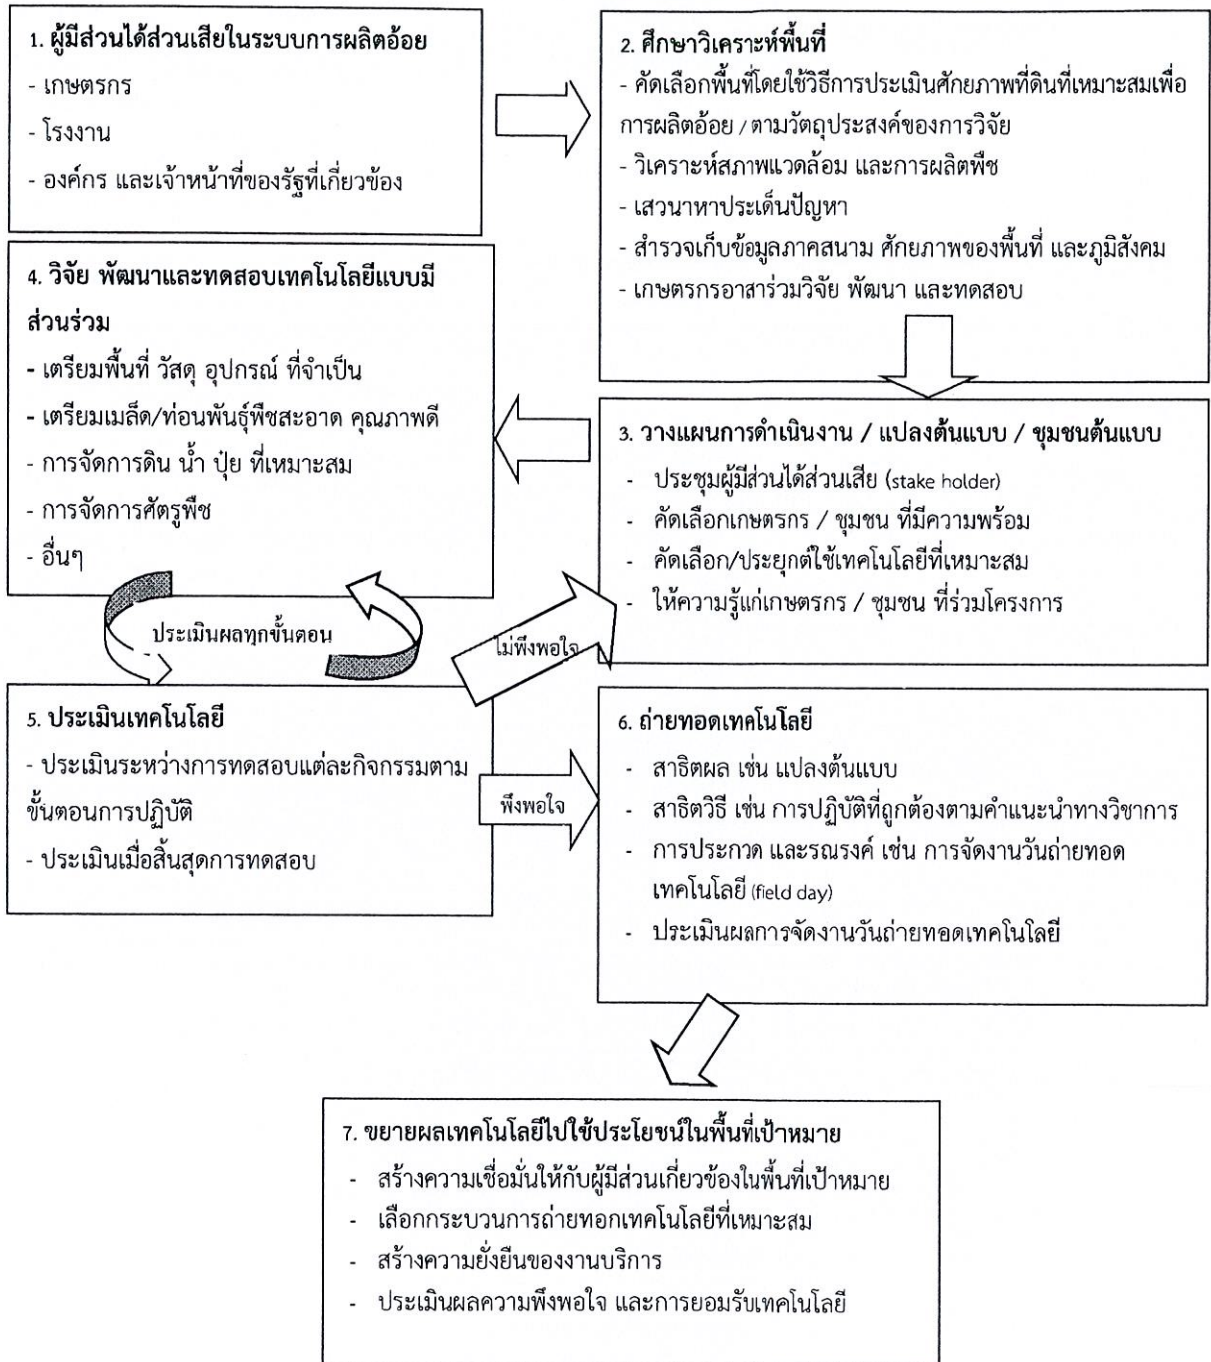 1. ผู้มีส่วนได้ส่วนเสียในระบบการผลิตอ้อย
- เกษตรกร
- โรงงาน
- องค์กร และเจ้าหน้าที่ของรัฐที่เกี่ยวข้อง
2. ศึกษาวิเคราะห์พื้นที่
- คัดเลือกพื้นที่โดยใช้วิธีการประเมินศักยภาพที่ดินที่เหมาะสมเพื่อ
การผลิตอ้อย / ตามวัตถุประสงค์ของการวิจัย
- วิเคราะห์สภาพแวดล้อม และการผลิตพืช
- เสวนาหาประเด็นปัญหา
- สำรวจเก็บข้อมูลภาคสนาม ศักยภาพของพื้นที่ และภูมิสังคม
- เกษตรกรอาสาร่วมวิจัย พัฒนา และทดสอบ
3. วางแผนการดำเนินงาน / แปลงต้นแบบ / ชุมชนต้นแบบ
- ประชุมผู้มีส่วนได้ส่วนเสีย (stake holder)
- คัดเลือกเกษตรกร / ชุมชน ที่มีความพร้อม
- คัดเลือก/ประยุกต์ใช้เทคโนโลยีที่เหมาะสม
- ให้ความรู้แก่เกษตรกร / ชุมชน ที่ร่วมโครงการ
4. วิจัย พัฒนาและทดสอบเทคโนโลยีแบบมี
ส่วนร่วม
- เตรียมพื้นที่ วัสดุ อุปกรณ์ ที่จำเป็น
- เตรียมเมล็ด/ท่อนพันธุ์พืชสะอาด คุณภาพดี
- การจัดการดิน น้ำ ปุ๋ย ที่เหมาะสม
- การจัดการศัตรูพืช
- อื่นๆ
ประเมินผลทุกขั้นตอน
ไม่พึงพอใจ
5. ประเมินเทคโนโลยี
- ประเมินระหว่างการทดสอบแต่ละกิจกรรมตาม
ขั้นตอนการปฏิบัติ
- ประเมินเมื่อสิ้นสุดการทดสอบ
พึงพอใจ
6. ถ่ายทอดเทคโนโลยี
- สาธิตผล เช่น แปลงต้นแบบ
- สาธิตวิธี เช่น การปฏิบัติที่ถูกต้องตามคำแนะนำทางวิชาการ
- การประกวด และรณรงค์ เช่น การจัดงานวันถ่ายทอด
เทคโนโลยี (field day)
- ประเมินผลการจัดงานวันถ่ายทอดเทคโนโลยี
7. ขยายผลเทคโนโลยีไปใช้ประโยชน์ในพื้นที่เป้าหมาย
- สร้างความเชื่อมั่นให้กับผู้มีส่วนเกี่ยวข้องในพื้นที่เป้าหมาย
- เลือกกระบวนการถ่ายทอกเทคโนโลยีที่เหมาะสม
- สร้างความยั่งยืนของงานบริการ
- ประเมินผลความพึงพอใจ และการยอมรับเทคโนโลยี